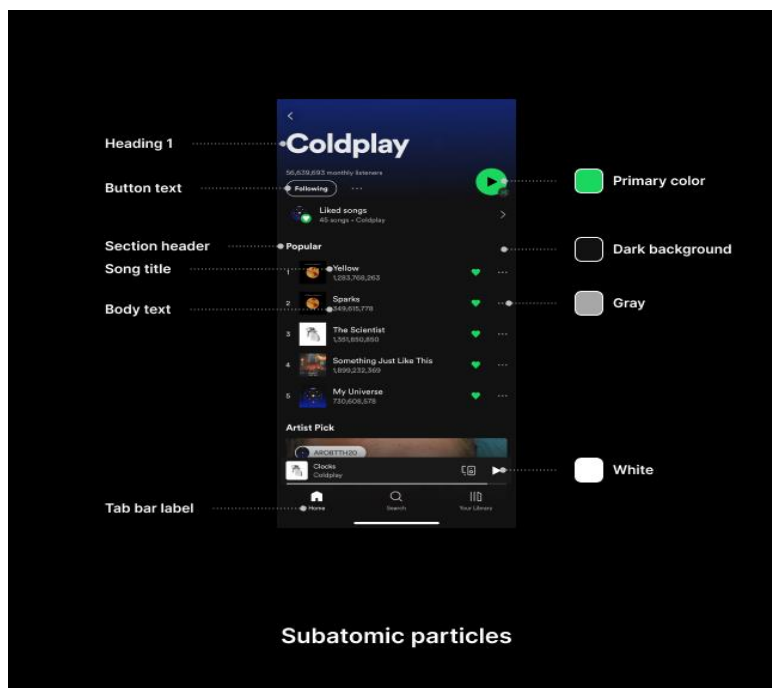 Heading 1
Coldplay
56,639,693 monthly listeners
Button text
Following
Primary color
Liked songs
45 songs • Coldplay
Section header
Popular
Dark background
Song title
1 Yellow
1,283,768,263
Body text
2 Sparks
349,615,778
Gray
3 The Scientist
1,351,850,850
4 Something Just Like This
1,899,232,369
5 My Universe
730,608,578
Artist Pick
Clocks
Coldplay
White
Tab bar label
Home
Search
Your Library
Subatomic particles